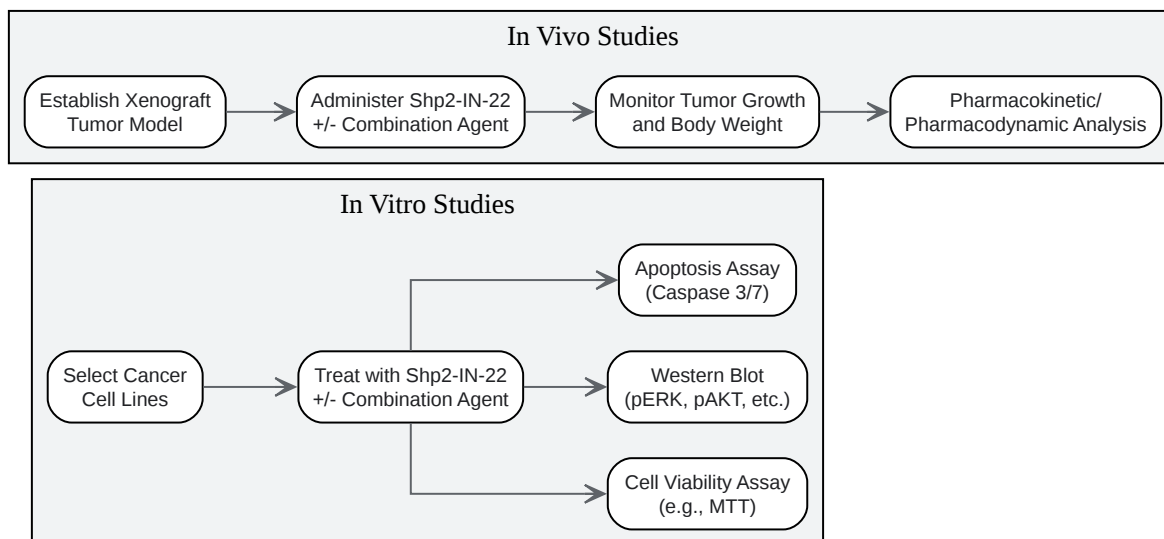 In Vivo Studies
Establish Xenograft
Tumor Model
Administer Shp2-IN-22
+/- Combination Agent
Monitor Tumor Growth
and Body Weight
Pharmacokinetic/
Pharmacodynamic Analysis
In Vitro Studies
Select Cancer
Cell Lines
Treat with Shp2-IN-22
+/- Combination Agent
Apoptosis Assay
(Caspase 3/7)
Western Blot
(pERK, pAKT, etc.)
Cell Viability Assay
(e.g., MTT)